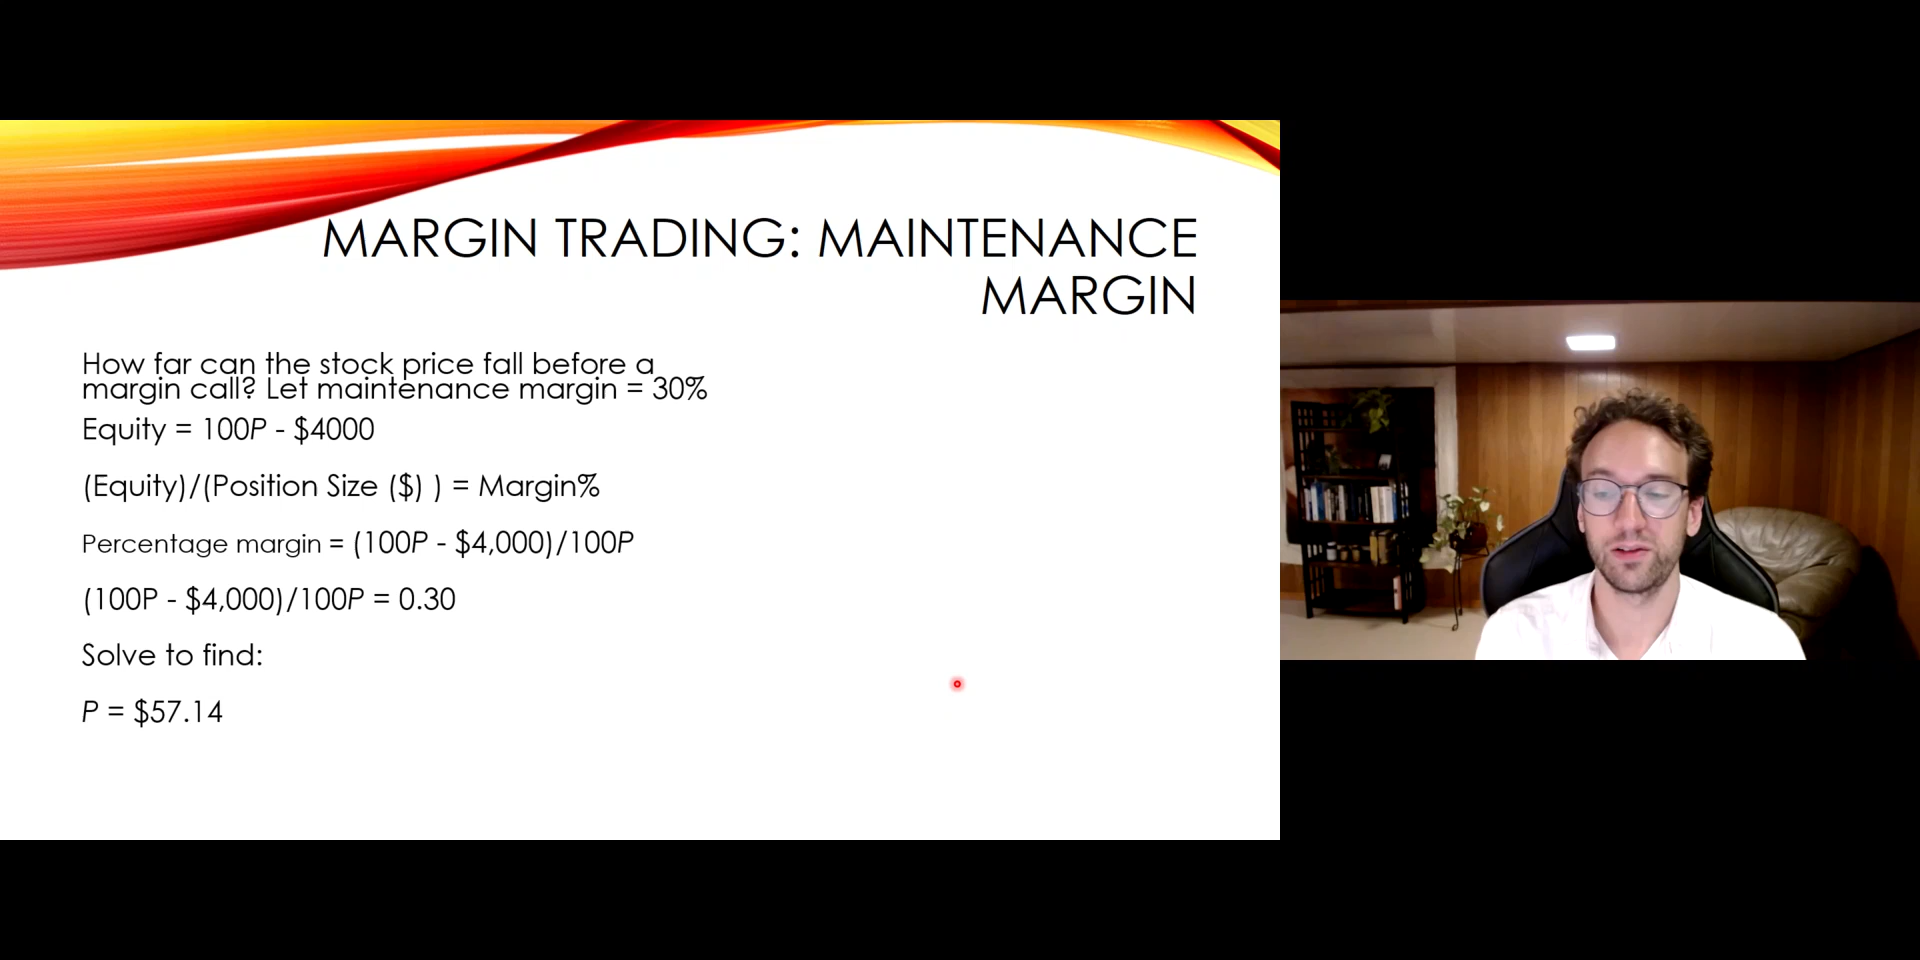 MARGIN TRADING: MAINTENANCE
MARGIN
How far can the stock price fall before a
margin call? Let maintenance margin = 30%
Equity = 100P - $4000
(Equity)/(Position Size ($) ) = Margin%
Percentage margin = (100P - $4,000)/100P
(100P - $4,000)/100P = 0.30
Solve to find:
P = $57.14